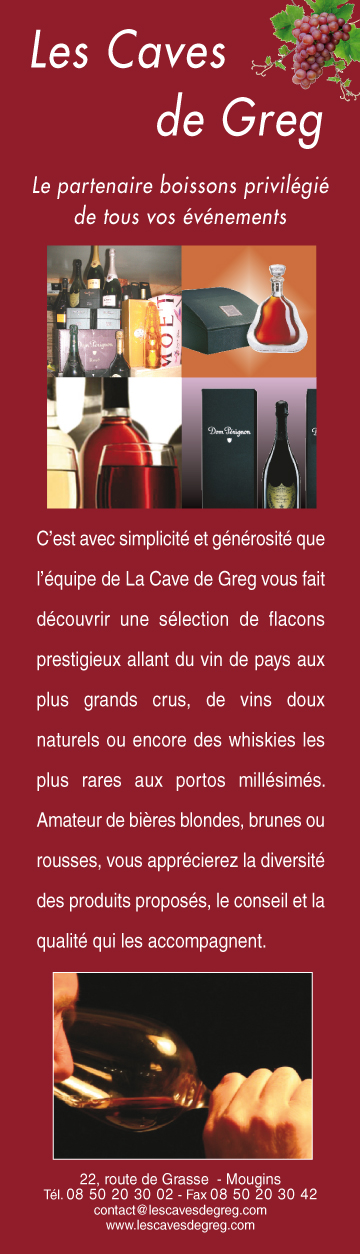 Les Caves
de Greg
Le partenaire boissons privilégié
de tous vos événements
MOËT
Dom Pérignon
Dom Pérignon
C'est avec simplicité et générosité que
l'équipe de La Cave de Greg vous fait
découvrir une sélection de flacons
prestigieux allant du vin de pays aux
plus grands crus, de vins doux
naturels ou encore des whiskies les
plus rares aux portos millésimés.
Amateur de bières blondes, brunes ou
rousses, vous apprécierez la diversité
des produits proposés, le conseil et la
qualité qui les accompagnent.
22, route de Grasse - Mougins
Tél. 08 50 20 30 02 - Fax 08 50 20 30 42
contact@lescavesdegreg.com
www.lescavesdegreg.com